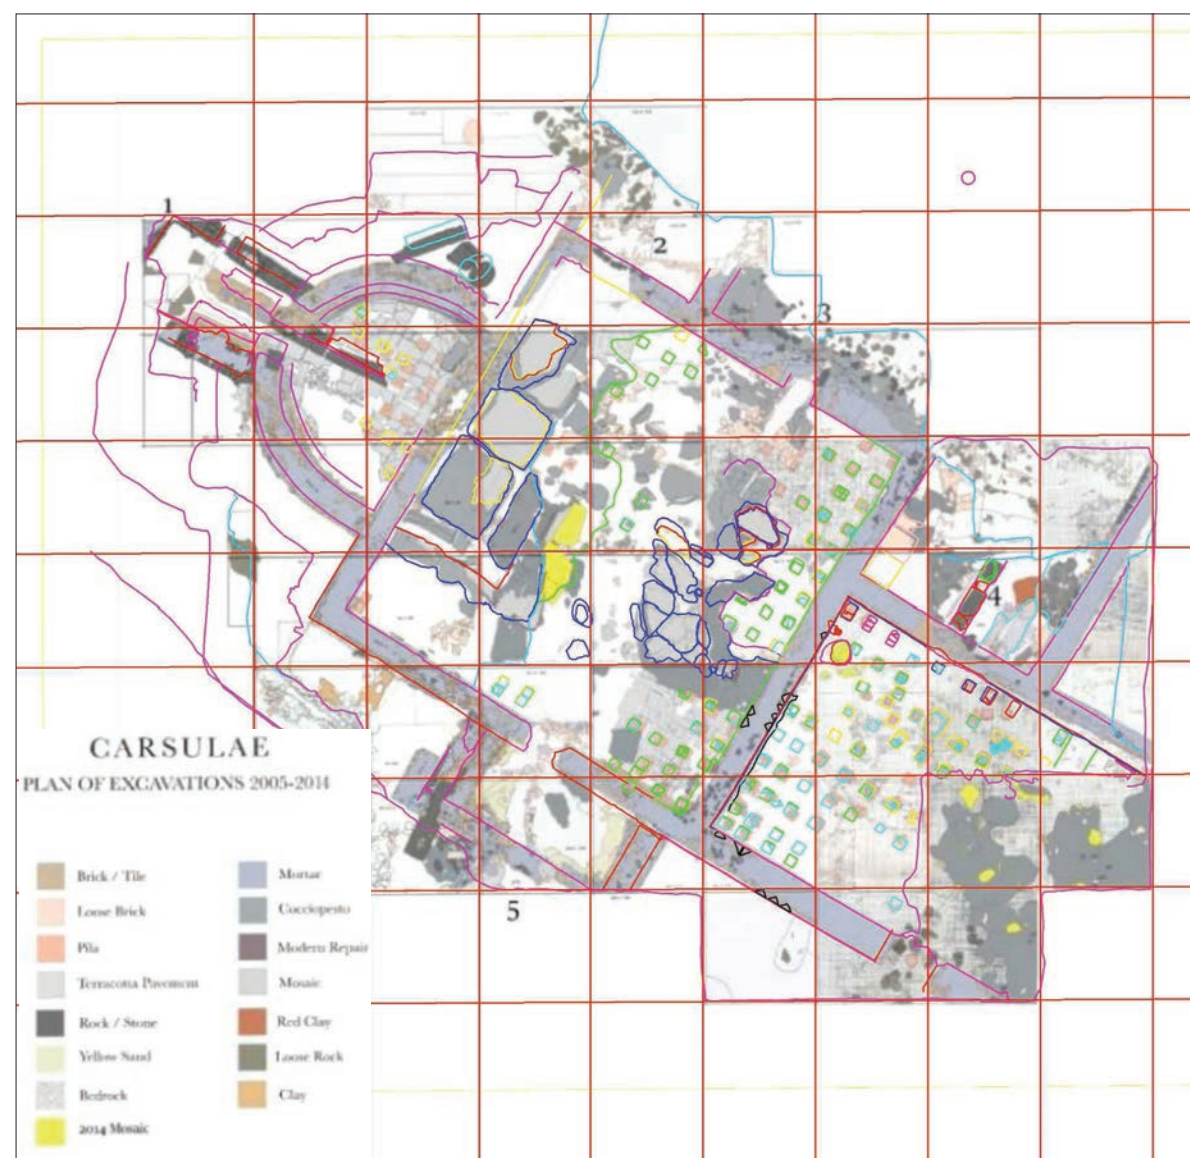 1
2
3
4
5
CARSULAE
PLAN OF EXCAVATIONS 2005-2014
Brick / Tile
Loose Brick
Pila
Terracotta Pavement
Rock / Stone
Yellow Sand
Bedrock
2014 Mosaic
Mortar
Cocciopesto
Modern Repair
Mosaic
Red Clay
Loose Rock
Clay